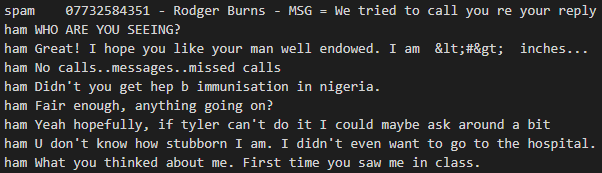 spam    07732584351 - Rodger Burns - MSG = We tried to call you re your reply
ham WHO ARE YOU SEEING?
ham Great! I hope you like your man well endowed. I am  &lt;#&gt;  inches...
ham No calls..messages..missed calls
ham Didn't you get hep b immunisation in nigeria.
ham Fair enough, anything going on?
ham Yeah hopefully, if tyler can't do it I could maybe ask around a bit
ham U don't know how stubborn I am. I didn't even want to go to the hospital.
ham What you thinked about me. First time you saw me in class.